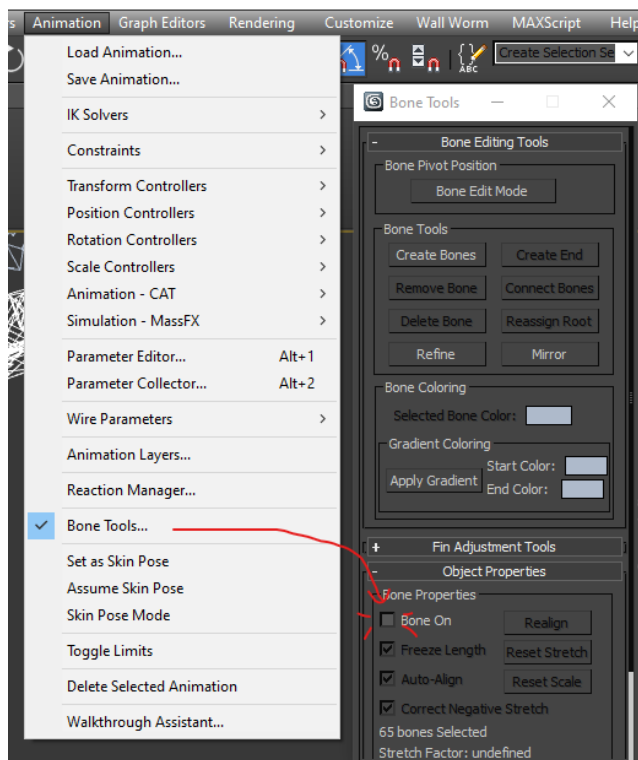 Animation Graph Editors Rendering Customize Wall Worm MAXScript Help
Load Animation...
Save Animation...
IK Solvers
Constraints
Transform Controllers
Position Controllers
Rotation Controllers
Scale Controllers
Animation - CAT
Simulation - MassFX
Parameter Editor... Alt+1
Parameter Collector... Alt+2
Wire Parameters
Animation Layers...
Reaction Manager...
Bone Tools...
Set as Skin Pose
Assume Skin Pose
Skin Pose Mode
Toggle Limits
Delete Selected Animation
Walkthrough Assistant...
% ABC Create Selection Se
Bone Tools
- Bone Editing Tools
Bone Pivot Position
Bone Edit Mode
Bone Tools
Create Bones Create End
Remove Bone Connect Bones
Delete Bone Reassign Root
Refine Mirror
Bone Coloring
Selected Bone Color:
Gradient Coloring
Apply Gradient Start Color:
End Color:
+ Fin Adjustment Tools
- Object Properties
Bone Properties
Bone On Realign
Freeze Length Reset Stretch
Auto-Align Reset Scale
Correct Negative Stretch
65 bones Selected
Stretch Factor: undefined